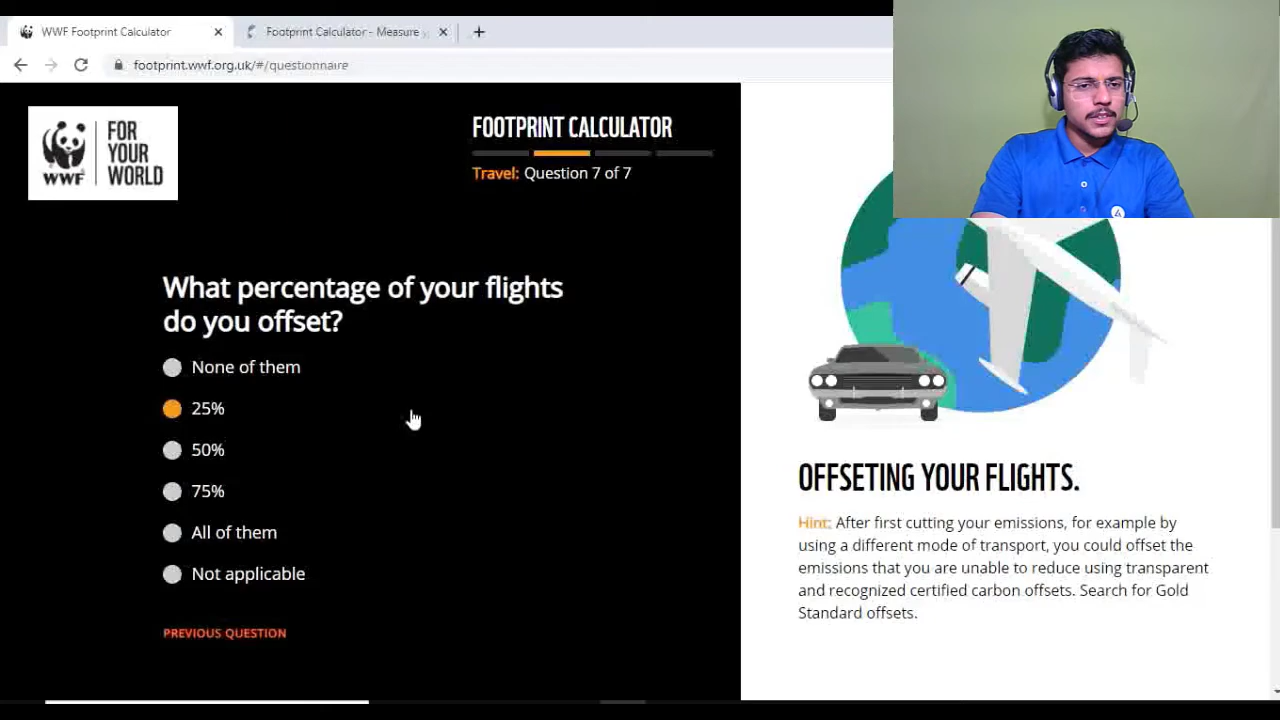 WWF Footprint Calculator
Footprint Calculator - Measure
footprint.wwf.org.uk/#/questionnaire
WWF
FOR
YOUR
WORLD
FOOTPRINT CALCULATOR
Travel: Question 7 of 7
What percentage of your flights
do you offset?
None of them
25%
50%
75%
All of them
Not applicable
PREVIOUS QUESTION
OFFSETING YOUR FLIGHTS.
Hint: After first cutting your emissions, for example by
using a different mode of transport, you could offset the
emissions that you are unable to reduce using transparent
and recognized certified carbon offsets. Search for Gold
Standard offsets.